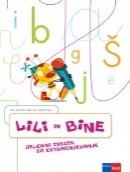 i b g Š
j e
LILI IN BINE
DELOVNI ZVEZEK
ZA OPISMENJEVANJE